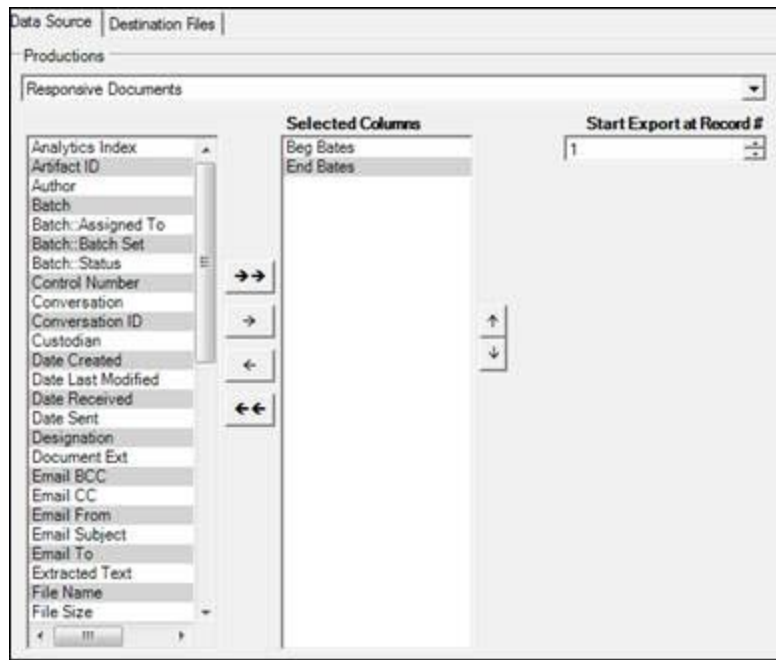 Data Source Destination Files
Productions
Responsive Documents
Selected Columns
Start Export at Record #
1
Analytics Index
Artifact ID
Author
Batch
Batch::Assigned To
Batch::Batch Set
Batch::Status
Control Number
Conversation
Conversation ID
Custodian
Date Created
Date Last Modified
Date Received
Date Sent
Designation
Document Ext
Email BCC
Email CC
Email From
Email Subject
Email To
Extracted Text
File Name
File Size
Beg Bates
End Bates